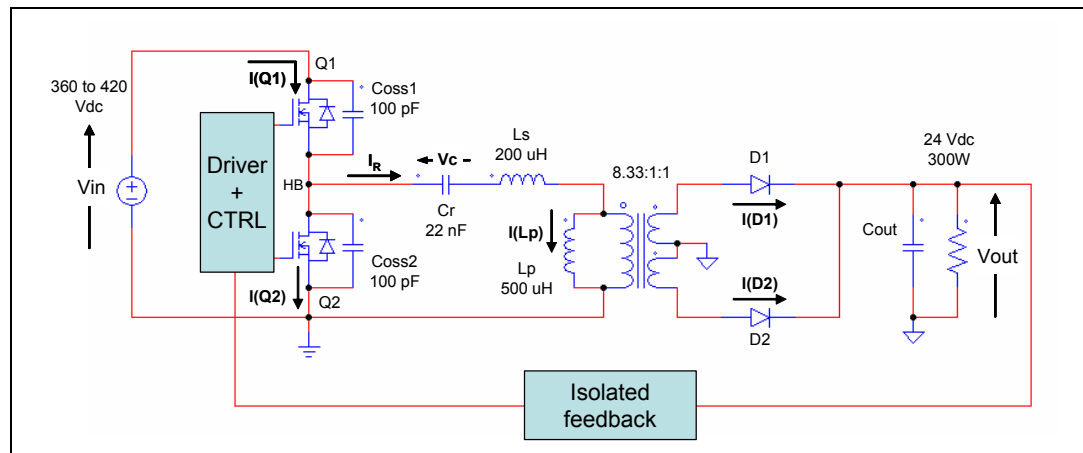 360 to 420
Vdc
Vin
Driver
+
CTRL
I(Q1)
Q1
Coss1
100 pF
HB
IR
Vc
Cr
22 nF
Ls
200 uH
Coss2
100 pF
I(Q2)
Q2
I(Lp)
Lp
500 uH
8.33:1:1
D1
I(D1)
I(D2)
D2
24 Vdc
300W
Cout
Vout
Isolated
feedback